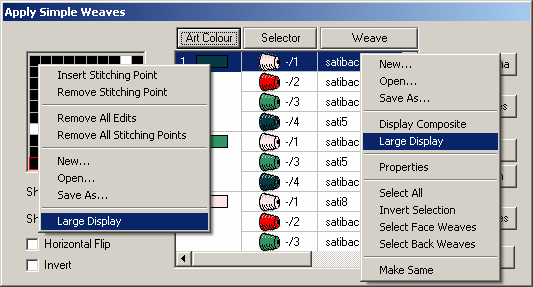 Apply Simple Weaves
Art Colour Selector Weave
Insert Stitching Point
Remove Stitching Point
Remove All Edits
Remove All Stitching Points
New...
Open...
Save As...
Large Display
Horizontal Flip
Invert
1 -/1 satibac
-/2 satibac
-/3 satibac
-/4 sati5
-/1 satibac
-/3 sati5
-/4 satibac
-/1 sati8
-/2 satibac
-/3 satibac
New...
Open...
Save As...
Display Composite
Large Display
Properties
Select All
Invert Selection
Select Face Weaves
Select Back Weaves
Make Same